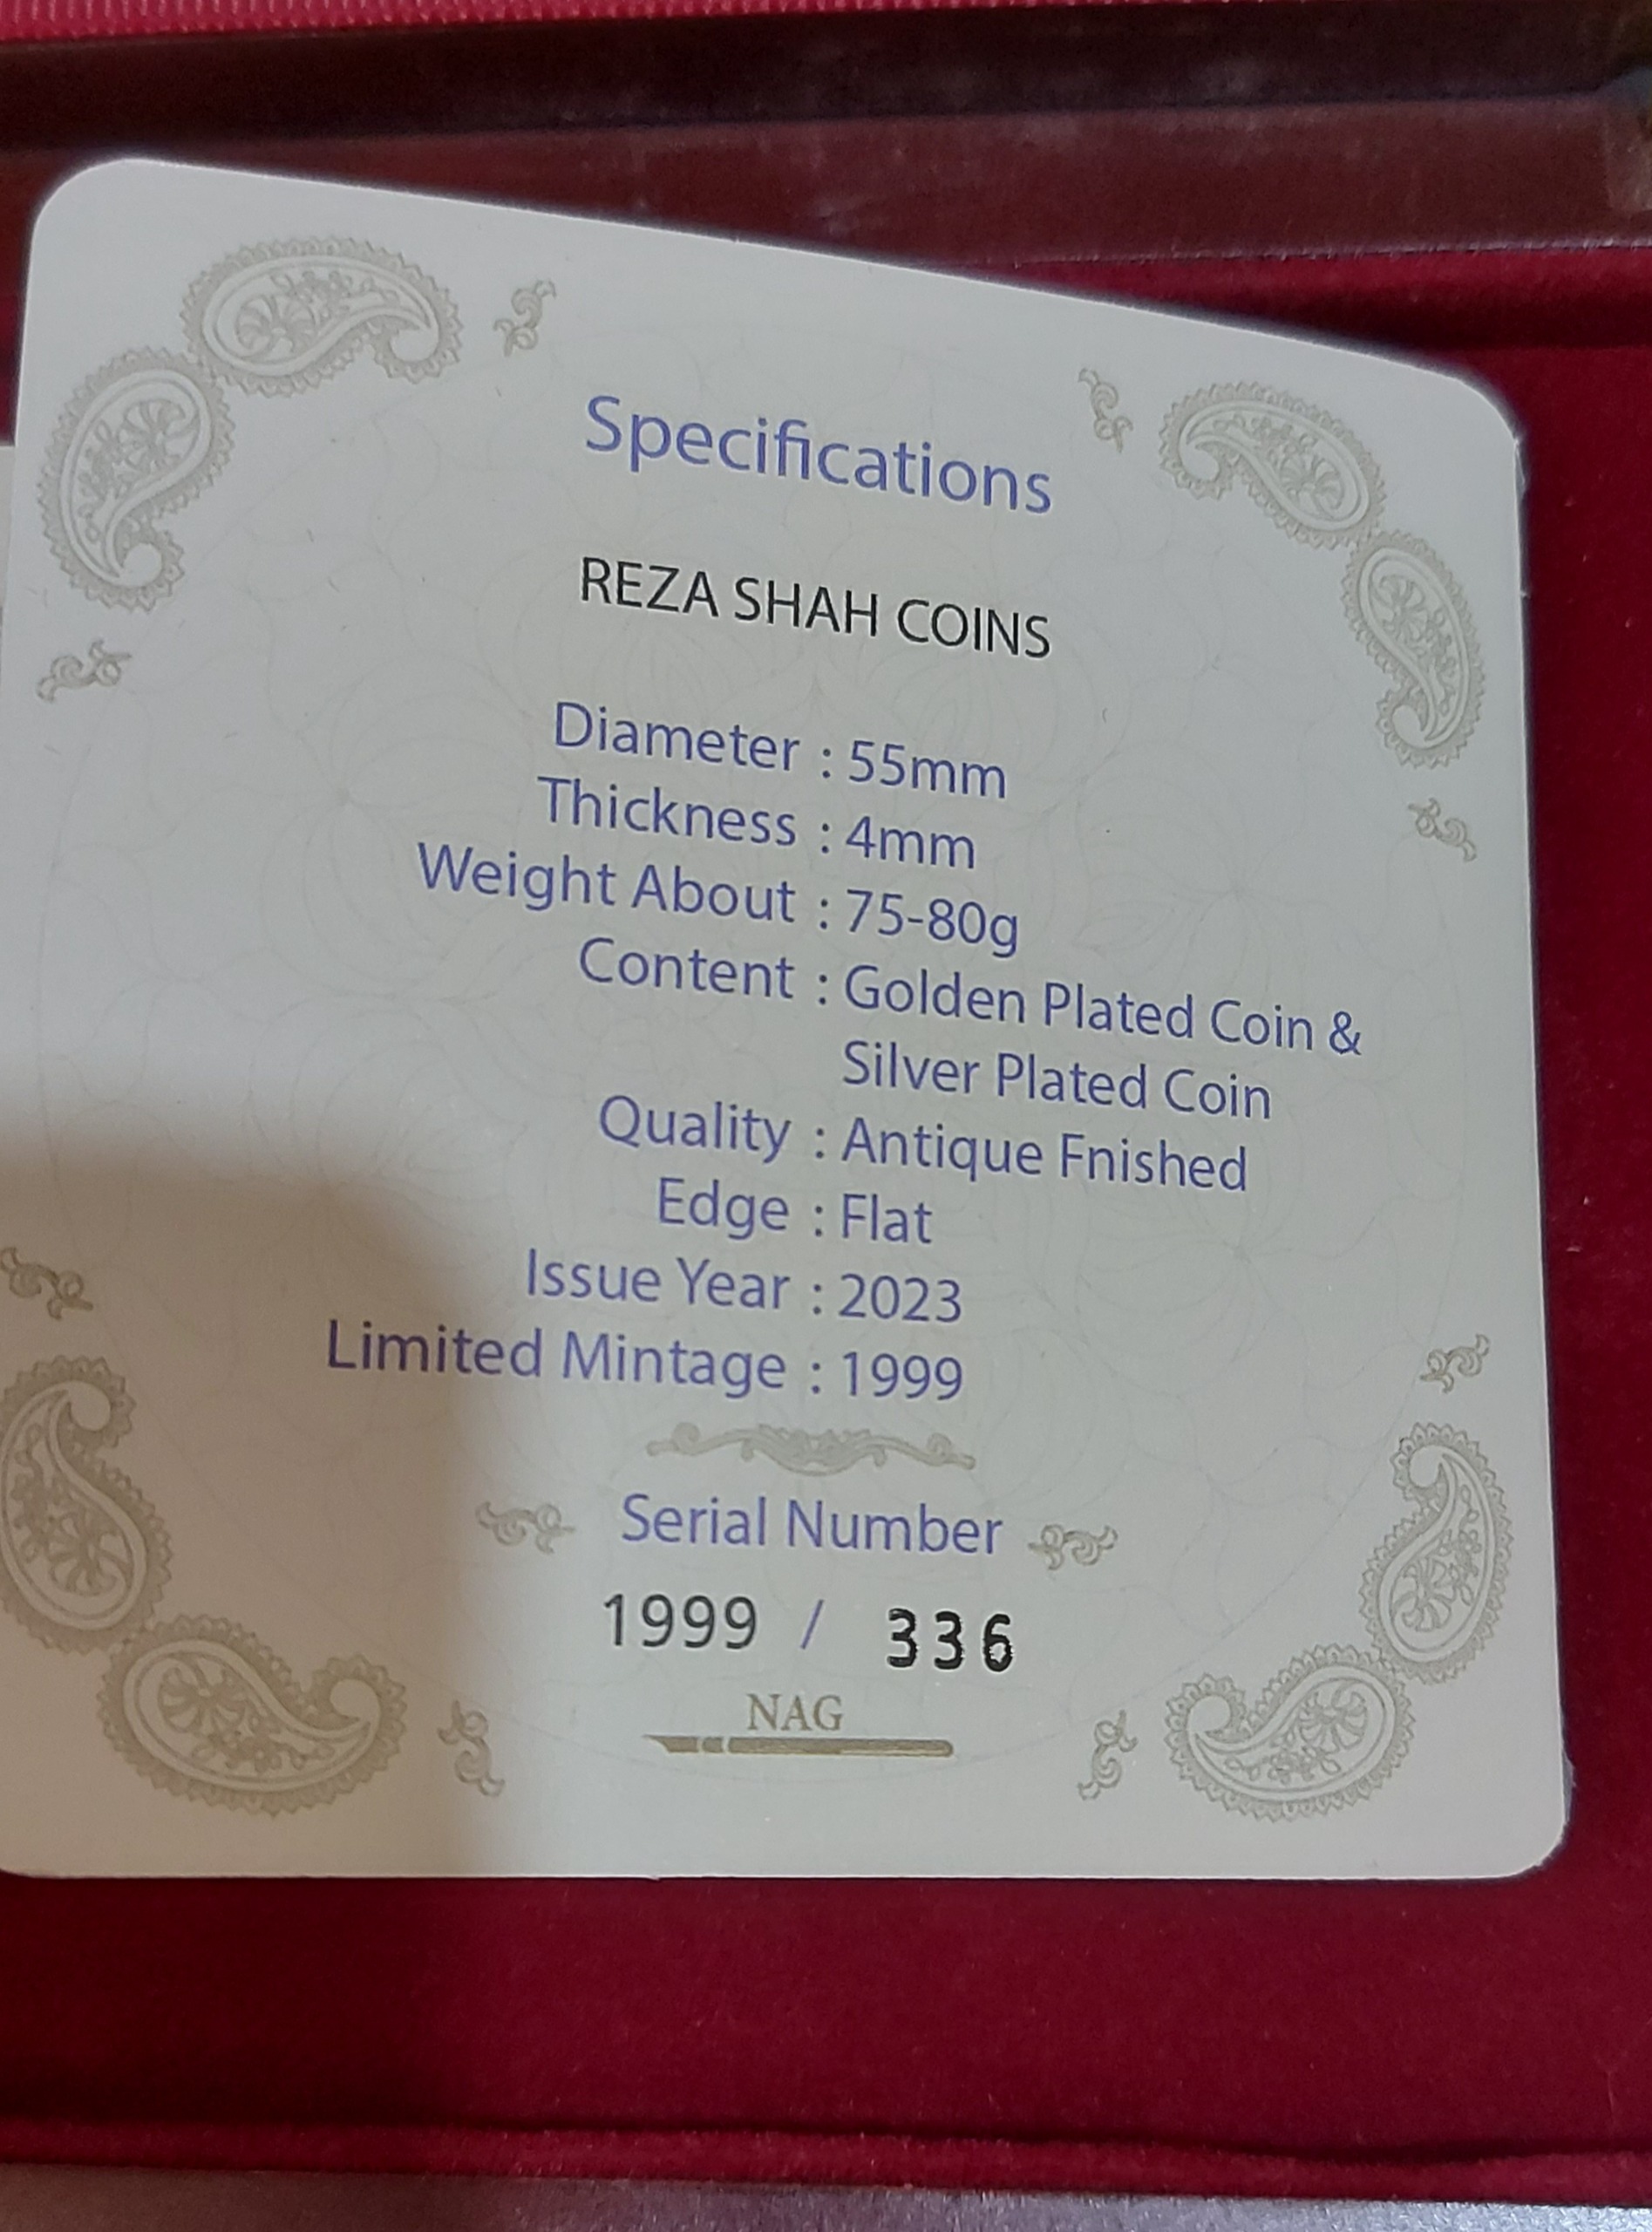 Specifications
REZA SHAH COINS
Diameter : 55mm
Thickness : 4mm
Weight About : 75-80g
Content : Golden Plated Coin &
Silver Plated Coin
Quality : Antique Fnished
Edge : Flat
Issue Year : 2023
Limited Mintage : 1999
Serial Number
1999 / 336
NAG